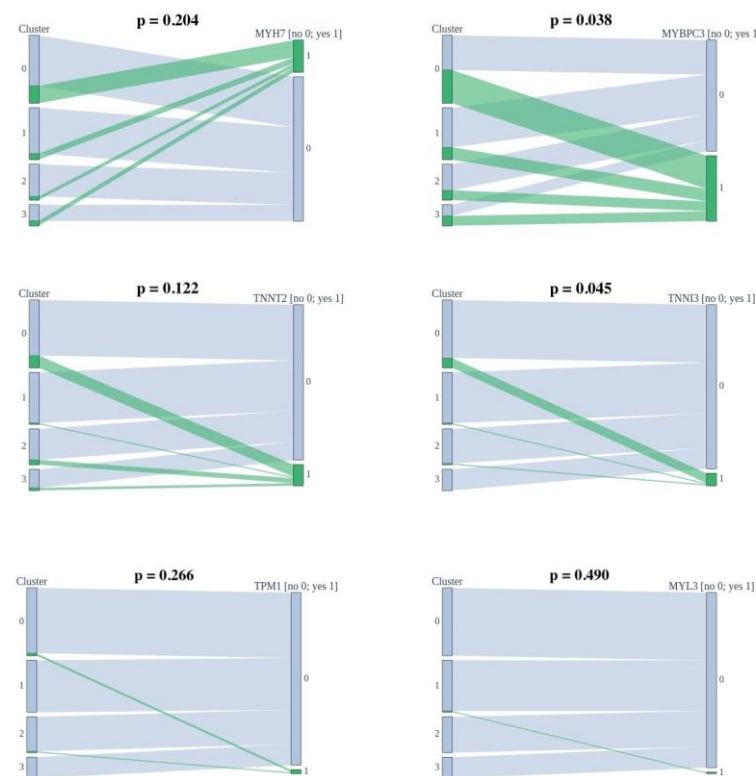 p = 0.204
Cluster
MYH7 [no 0; yes 1]
0
1
1
0
2
3
p = 0.038
Cluster
MYBPC3 [no 0; yes 1
0
0
1
2
1
3
p = 0.122
Cluster
TNNT2 [no 0; yes 1]
0
0
1
2
1
3
p = 0.045
Cluster
TNNI3 [no 0; yes 1]
0
0
1
2
1
3
p = 0.266
Cluster
TPM1 [no 0; yes 1]
0
0
1
2
3
1
p = 0.490
Cluster
MYL3 [no 0; yes 1]
0
0
1
2
3
1